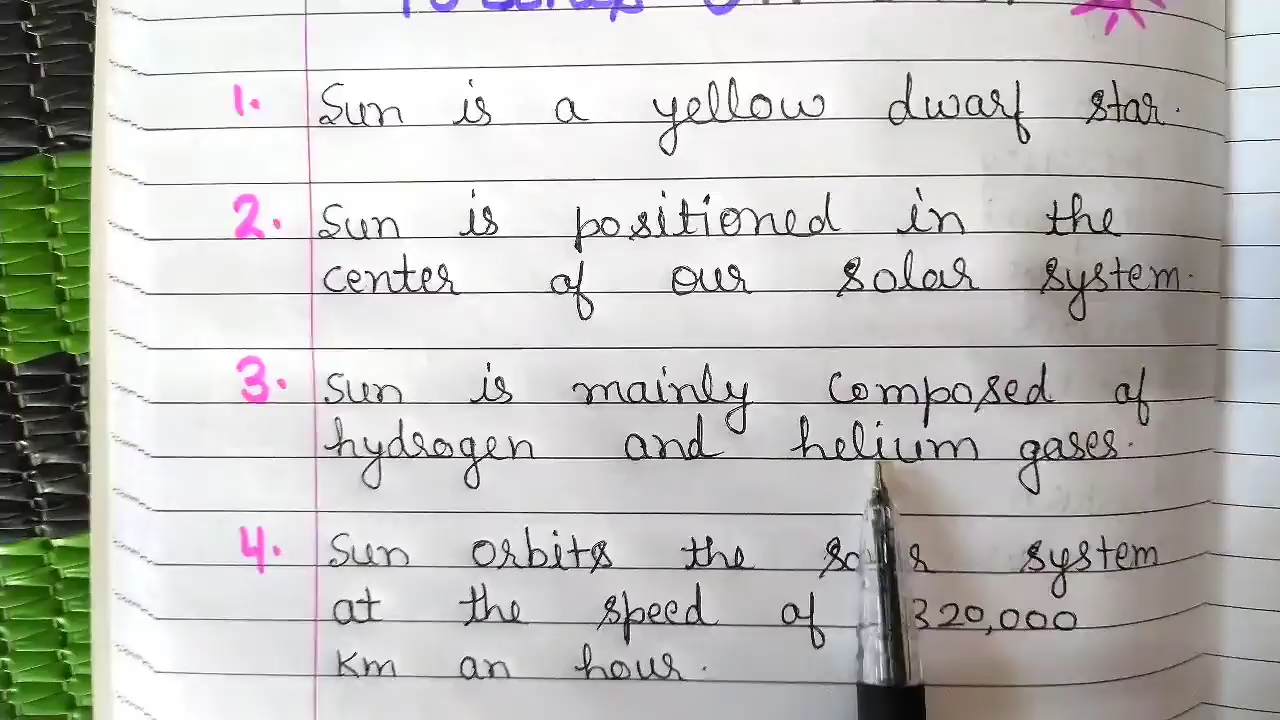 1. Sun is a yellow dwarf star.
2. Sun is positioned in the
center of our solar system.
3. Sun is mainly composed of
hydrogen and helium gases.
4. Sun orbits the system
at the speed of 320,000
km an hour.